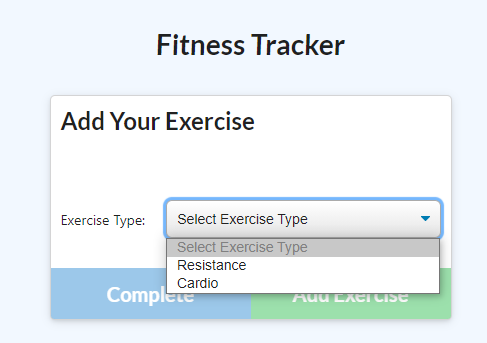 Fitness Tracker
Add Your Exercise
Exercise Type:
Select Exercise Type
Select Exercise Type
Resistance
Cardio
Complete
Add Exercise